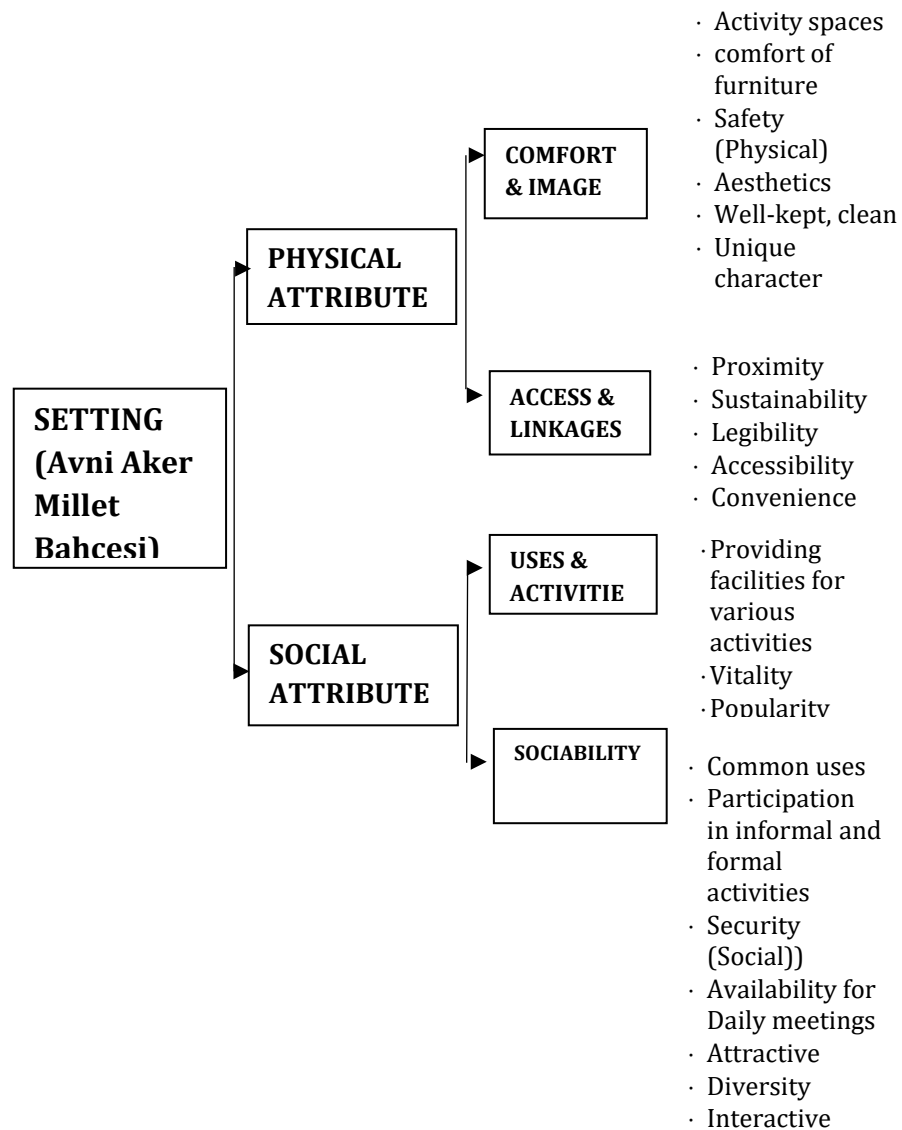 SETTING
(Avni Aker
Millet
Bahcesi)
PHYSICAL
ATTRIBUTE
SOCIAL
ATTRIBUTE
COMFORT
& IMAGE
ACCESS &
LINKAGES
USES &
ACTIVITIE
SOCIABILITY
· Activity spaces
· comfort of
furniture
· Safety
(Physical)
· Aesthetics
· Well-kept, clean
· Unique
character
· Proximity
· Sustainability
· Legibility
· Accessibility
· Convenience
· Providing
facilities for
various
activities
· Vitality
· Popularity
· Common uses
· Participation
in informal and
formal
activities
· Security
(Social))
· Availability for
Daily meetings
· Attractive
· Diversity
· Interactive